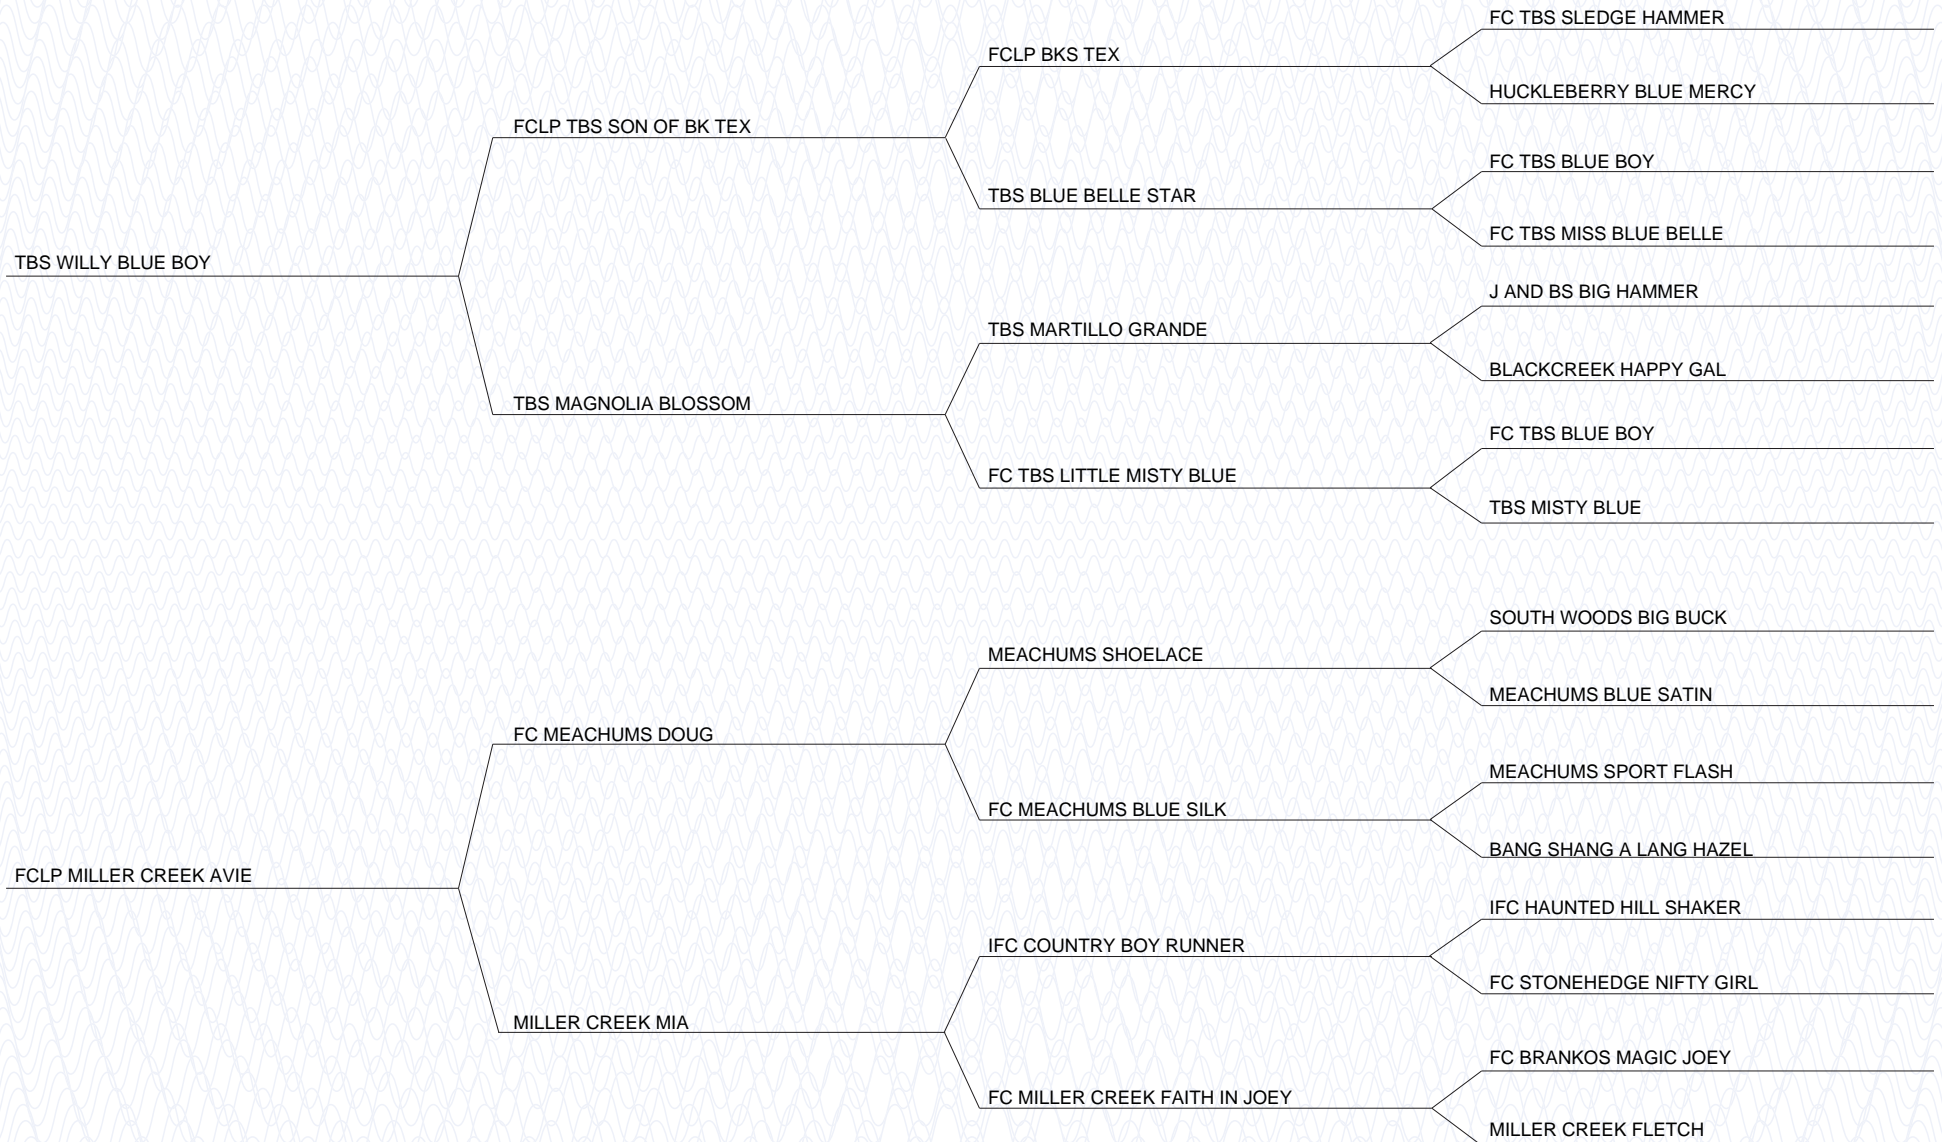 FC TBS SLEDGE HAMMER
FCLP BKS TEX
HUCKLEBERRY BLUE MERCY
FCLP TBS SON OF BK TEX
FC TBS BLUE BOY
TBS BLUE BELLE STAR
FC TBS MISS BLUE BELLE
TBS WILLY BLUE BOY
J AND BS BIG HAMMER
TBS MARTILLO GRANDE
BLACKCREEK HAPPY GAL
TBS MAGNOLIA BLOSSOM
FC TBS BLUE BOY
FC TBS LITTLE MISTY BLUE
TBS MISTY BLUE
SOUTH WOODS BIG BUCK
MEACHUMS SHOELACE
MEACHUMS BLUE SATIN
FC MEACHUMS DOUG
MEACHUMS SPORT FLASH
FC MEACHUMS BLUE SILK
BANG SHANG A LANG HAZEL
FCLP MILLER CREEK AVIE
IFC HAUNTED HILL SHAKER
IFC COUNTRY BOY RUNNER
FC STONEHEDGE NIFTY GIRL
MILLER CREEK MIA
FC BRANKOS MAGIC JOEY
FC MILLER CREEK FAITH IN JOEY
MILLER CREEK FLETCH